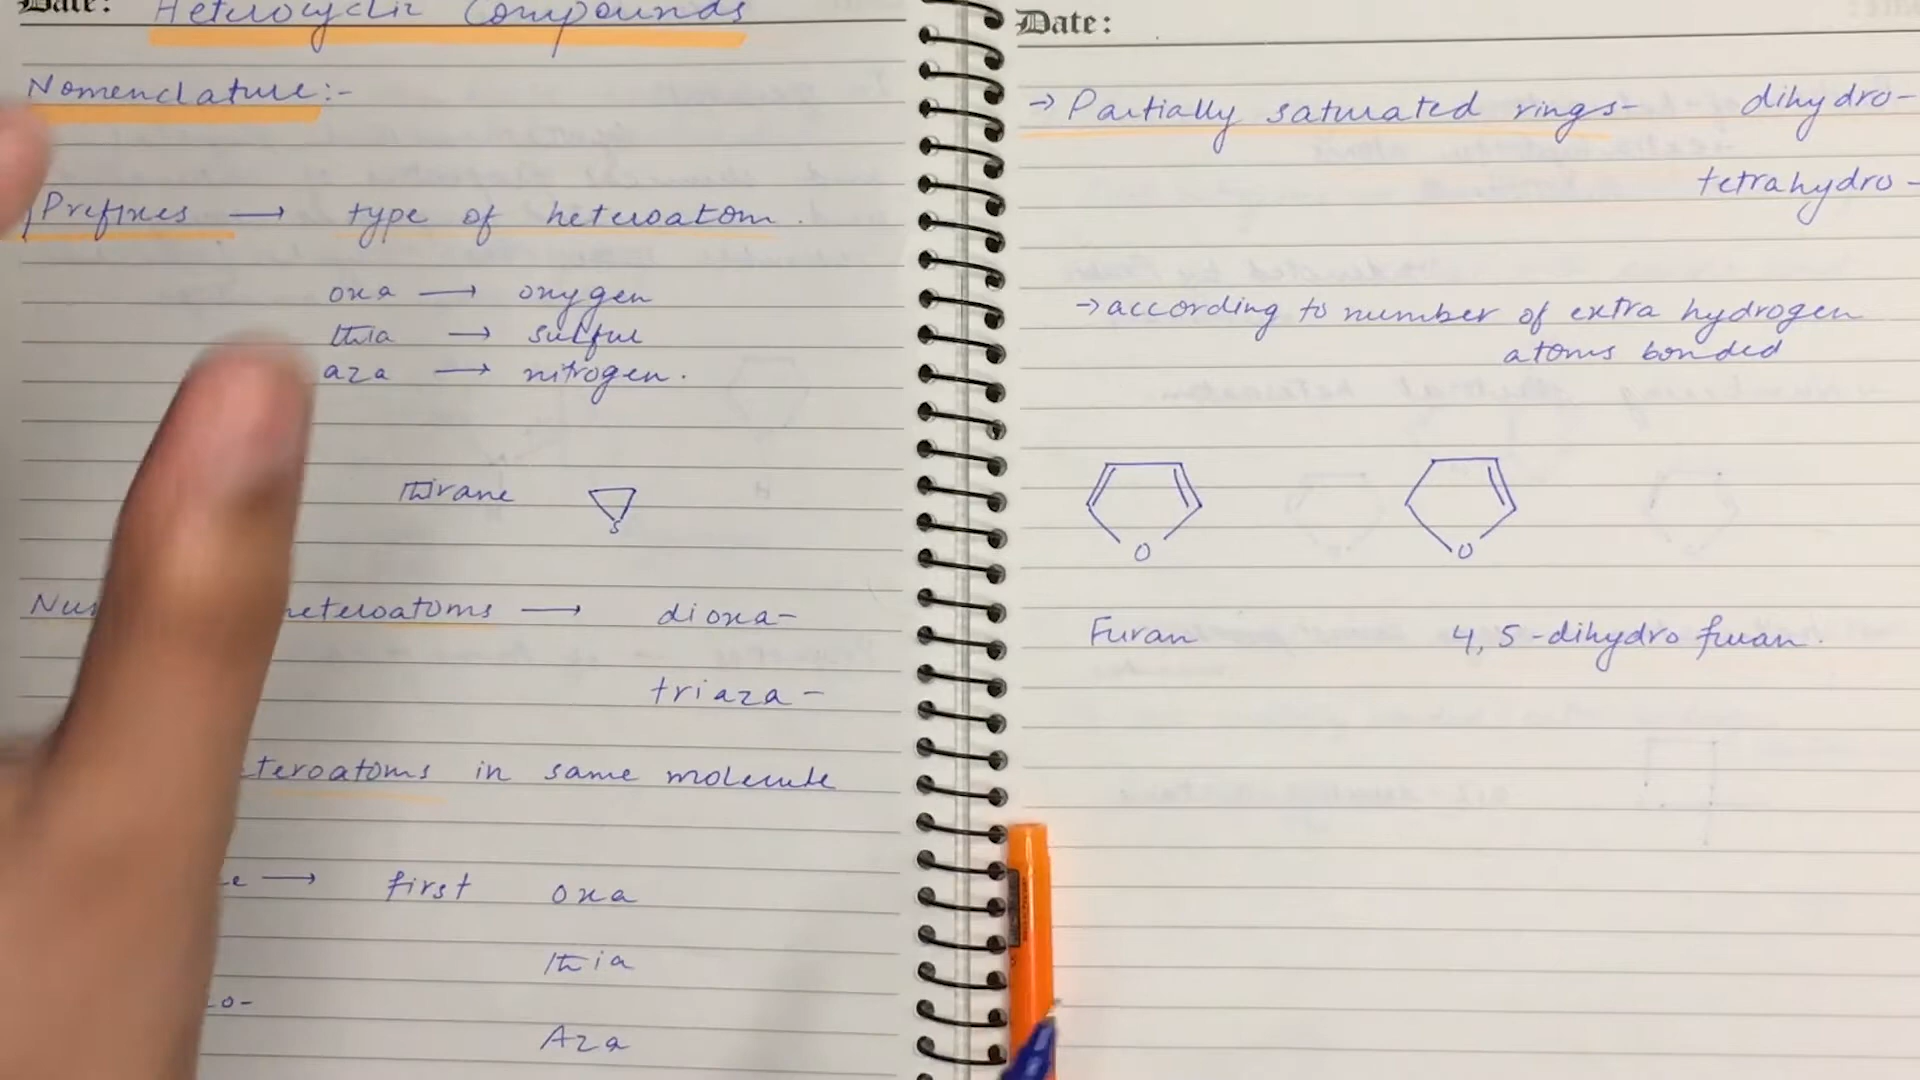 Date: Heterocyclic Compounds
Nomenclature:-
Prefixes → type of heteroatom.
oxa → oxygen
thia → sulfur
aza → nitrogen.
Thirane
S
heteroatoms → dioxa-
triaza-
in same molecule
→ first oxa
thia
Aza
Date:
→ Partially saturated rings- dihydro-
tetrahydro-
→ according to number of extra hydrogen
atoms bonded
O O
Furan 4,5-dihydro furan.